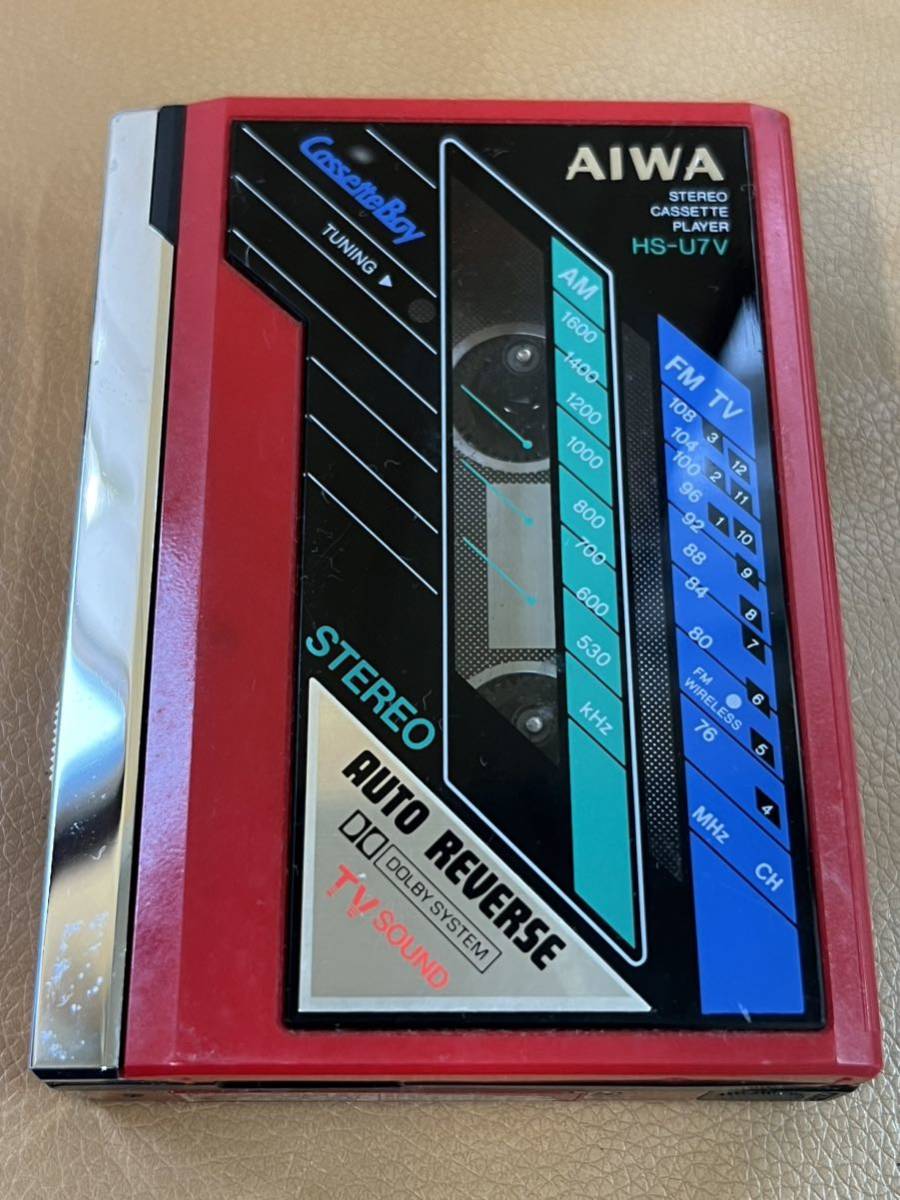 AIWA
STEREO
CASSETTE
PLAYER
HS-U7V
CassetteBoy
TUNING ▶
AM
1600
1400
1200
1000
800
700
600
530
kHz
FM TV
108 3 12
104 2 11
100 1 10
96 9
92 8
88 7
84 6
80 5
FM
WIRELESS
76 4
MHz CH
STEREO
AUTO REVERSE
DOLBY SYSTEM
TV SOUND